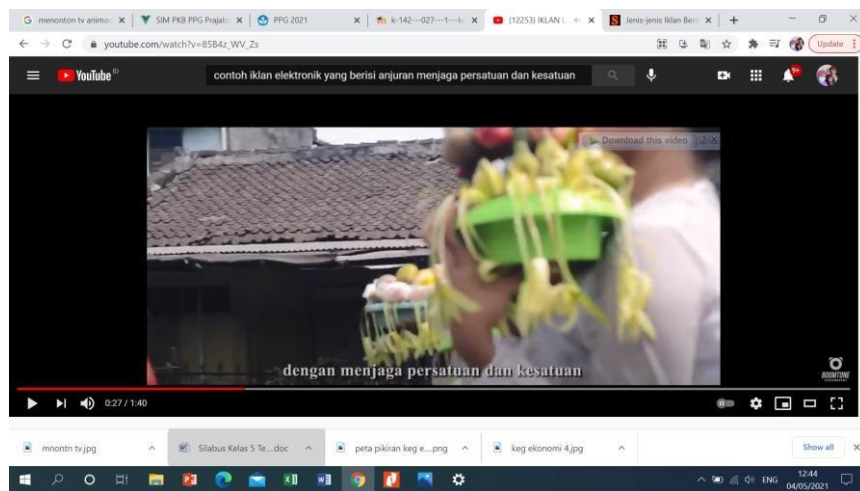 menonton tv animas
SIM PKB PPG Prajab
PPG 2021
k-142---027---1---k
(12253) IKLAN L
Jenis-jenis Iklan Ber
youtube.com/watch?v=85B4z_WV_Zs
Update
YouTube ID
contoh iklan elektronik yang berisi anjuran menjaga persatuan dan kesatuan
9+
Download this video
dengan menjaga persatuan dan kesatuan
BOOMTONE
0:27 / 1:40
mnontn tv.jpg
Silabus Kelas 5 Te....doc
peta pikiran keg e....png
keg ekonomi 4.jpg
Show all
ENG
12:44
04/05/2021